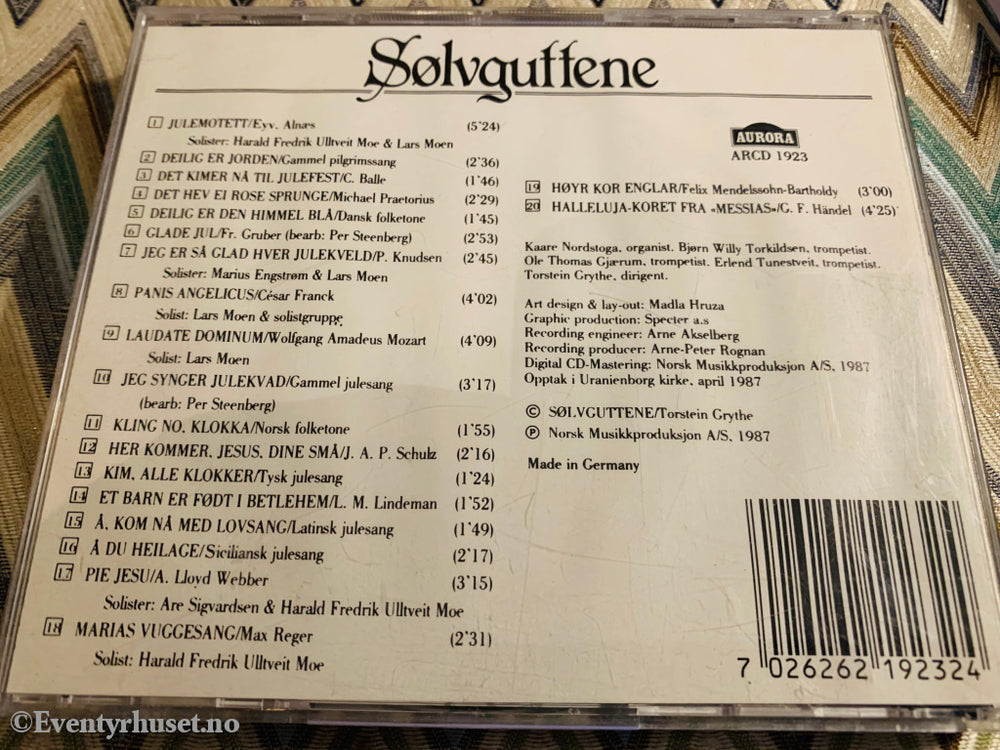 Sølvguttene
1 JULEMOTETT/Eyv. Alnæs (5'24)
Solister: Harald Fredrik Ulltveit Moe & Lars Moen
2 DEILIG ER JORDEN/Gammel pilgrimssang (2'36)
3 DET KIMER NÅ TIL JULEFEST/C. Balle (1'46)
4 DET HEV EI ROSE SPRUNGE/Michael Praetorius (2'29)
5 DEILIG ER DEN HIMMEL BLÅ/Dansk folketone (1'45)
6 GLADE JUL/Fr. Gruber (bearb: Per Steenberg) (2'53)
7 JEG ER SÅ GLAD HVER JULEKVELD/P. Knudsen (2'45)
Solister: Marius Engstrøm & Lars Moen
8 PANIS ANGELICUS/César Franck (4'02)
Solist: Lars Moen & solistgruppe
9 LAUDATE DOMINUM/Wolfgang Amadeus Mozart (4'09)
Solist: Lars Moen
10 JEG SYNGER JULEKVAD/Gammel julesang (3'17)
(bearb: Per Steenberg)
11 KLING NO, KLOKKA/Norsk folketone (1'55)
12 HER KOMMER, JESUS, DINE SMÅ/J. A. P. Schulz (2'16)
13 KIM, ALLE KLOKKER/Tysk julesang (1'24)
14 ET BARN ER FØDT I BETLEHEM/L. M. Lindeman (1'52)
15 Å, KOM NÅ MED LOVSANG/Latinsk julesang (1'49)
16 Å DU HEILAGE/Siciliansk julesang (2'17)
17 PIE JESU/A. Lloyd Webber (3'15)
Solister: Are Sigvardsen & Harald Fredrik Ulltveit Moe
18 MARIAS VUGGESANG/Max Reger (2'31)
Solist: Harald Fredrik Ulltveit Moe
AURORA
ARCD 1923
19 HØYR KOR ENGLAR/Felix Mendelssohn-Bartholdy (3'00)
20 HALLELUJA-KORET FRA «MESSIAS»/G. F. Händel (4'25)
Kaare Nordstoga, organist. Bjørn Willy Torkildsen, trompetist.
Ole Thomas Gjærum, trompetist. Erlend Tunestveit, trompetist.
Torstein Grythe, dirigent.
Art design & lay-out: Madla Hruza
Graphic production: Specter a.s
Recording engineer: Arne Akselberg
Recording producer: Arne-Peter Rognan
Digital CD-Mastering: Norsk Musikkproduksjon A/S, 1987
Opptak i Uranienborg kirke, april 1987
© SØLVGUTTENE/Torstein Grythe
℗ Norsk Musikkproduksjon A/S, 1987
Made in Germany
7 026262 192324
©Eventyrhuset.no